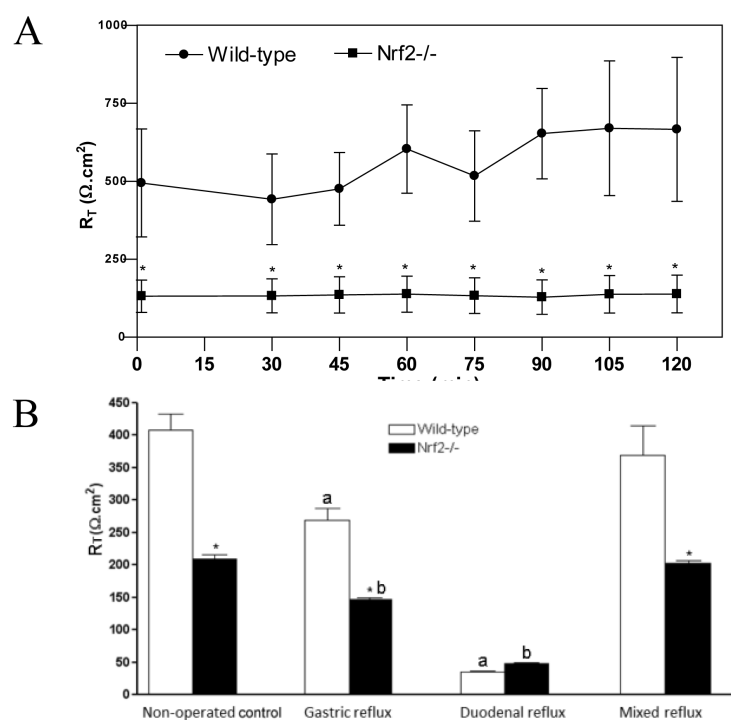 A
1000
Wild-type Nrf2-/-
750
500
250
0
R_T (Ω.cm²)
* * * * * * * *
0 15 30 45 60 75 90 105 120
B
450
400
350
300
250
200
150
100
50
0
R_T (Ω.cm²)
Wild-type
Nrf2-/-
*
a
* b
a
b
*
Non-operated control Gastric reflux Duodenal reflux Mixed reflux